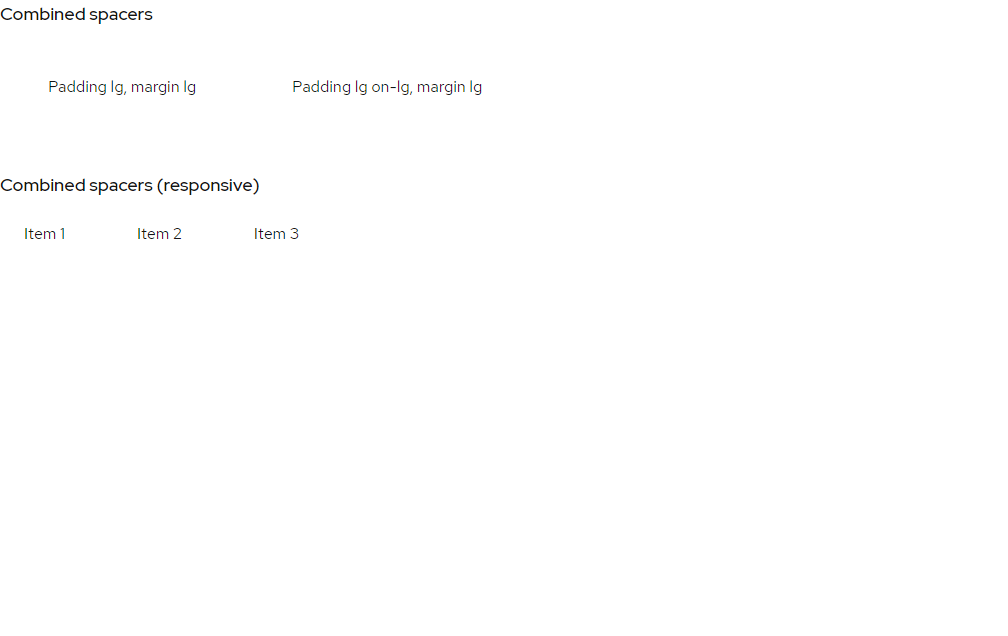 Combined spacers
Padding lg, margin lg
Padding lg on-lg, margin lg
Combined spacers (responsive)
Item 1
Item 2
Item 3